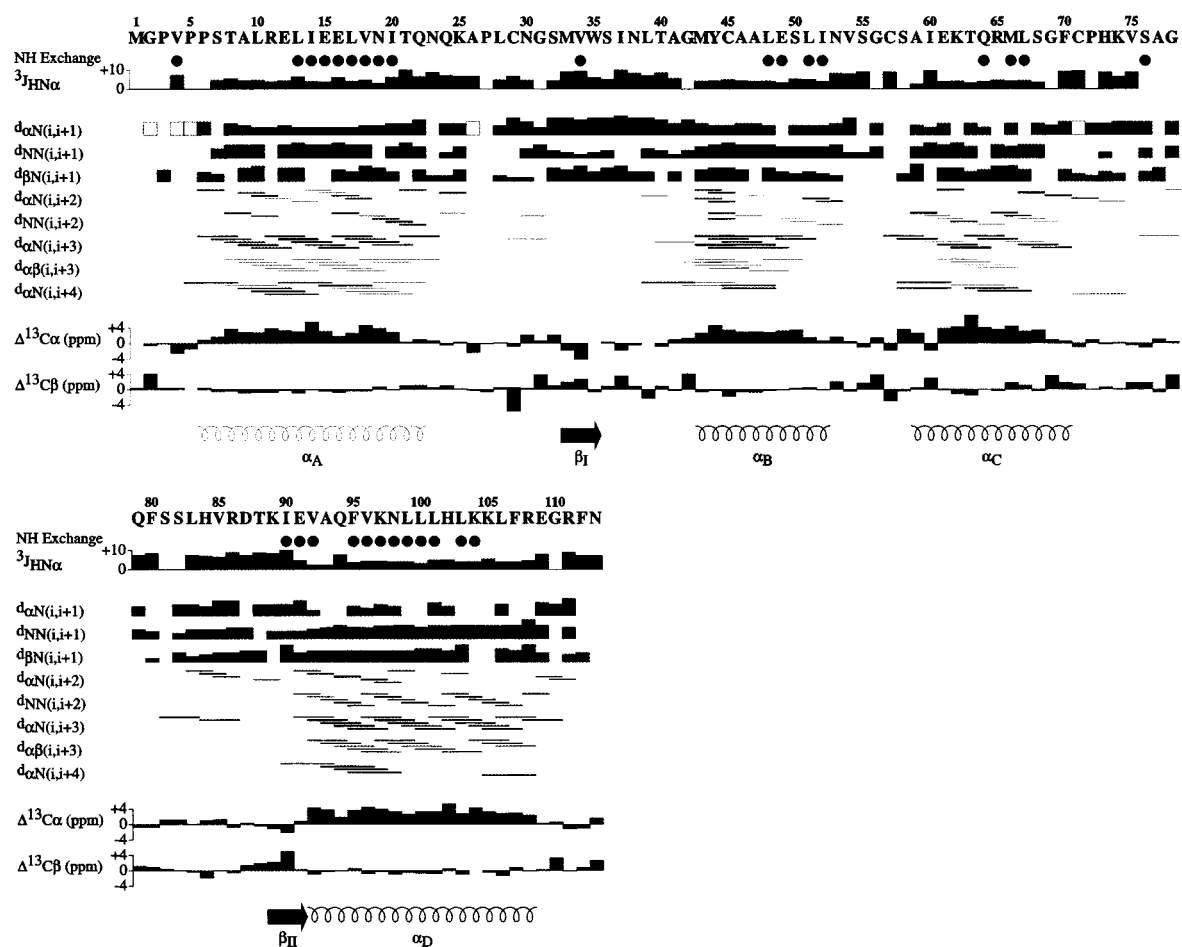 1 5 10 15 20 25 30 35 40 45 50 55 60 65 70 75
MGPVPPSTALRELIEELVNITQNQKAPLCNGSMVWSINLTAGMYCAALESLINVSGCSAIEKTQRMLSGFCPHKVSAG
NH Exchange
³JHNα +10 0
dαN(i,i+1)
dNN(i,i+1)
dβN(i,i+1)
dαN(i,i+2)
dNN(i,i+2)
dαN(i,i+3)
dαβ(i,i+3)
dαN(i,i+4)
Δ¹³Cα (ppm) +4 0 -4
Δ¹³Cβ (ppm) +4 0 -4
αA βI αB αC
80 85 90 95 100 105 110
QFSSLHVRDTKIEVAQFVKNLLLHLKKLFREGRFN
NH Exchange
³JHNα +10 0
dαN(i,i+1)
dNN(i,i+1)
dβN(i,i+1)
dαN(i,i+2)
dNN(i,i+2)
dαN(i,i+3)
dαβ(i,i+3)
dαN(i,i+4)
Δ¹³Cα (ppm) +4 0 -4
Δ¹³Cβ (ppm) +4 0 -4
βII αD